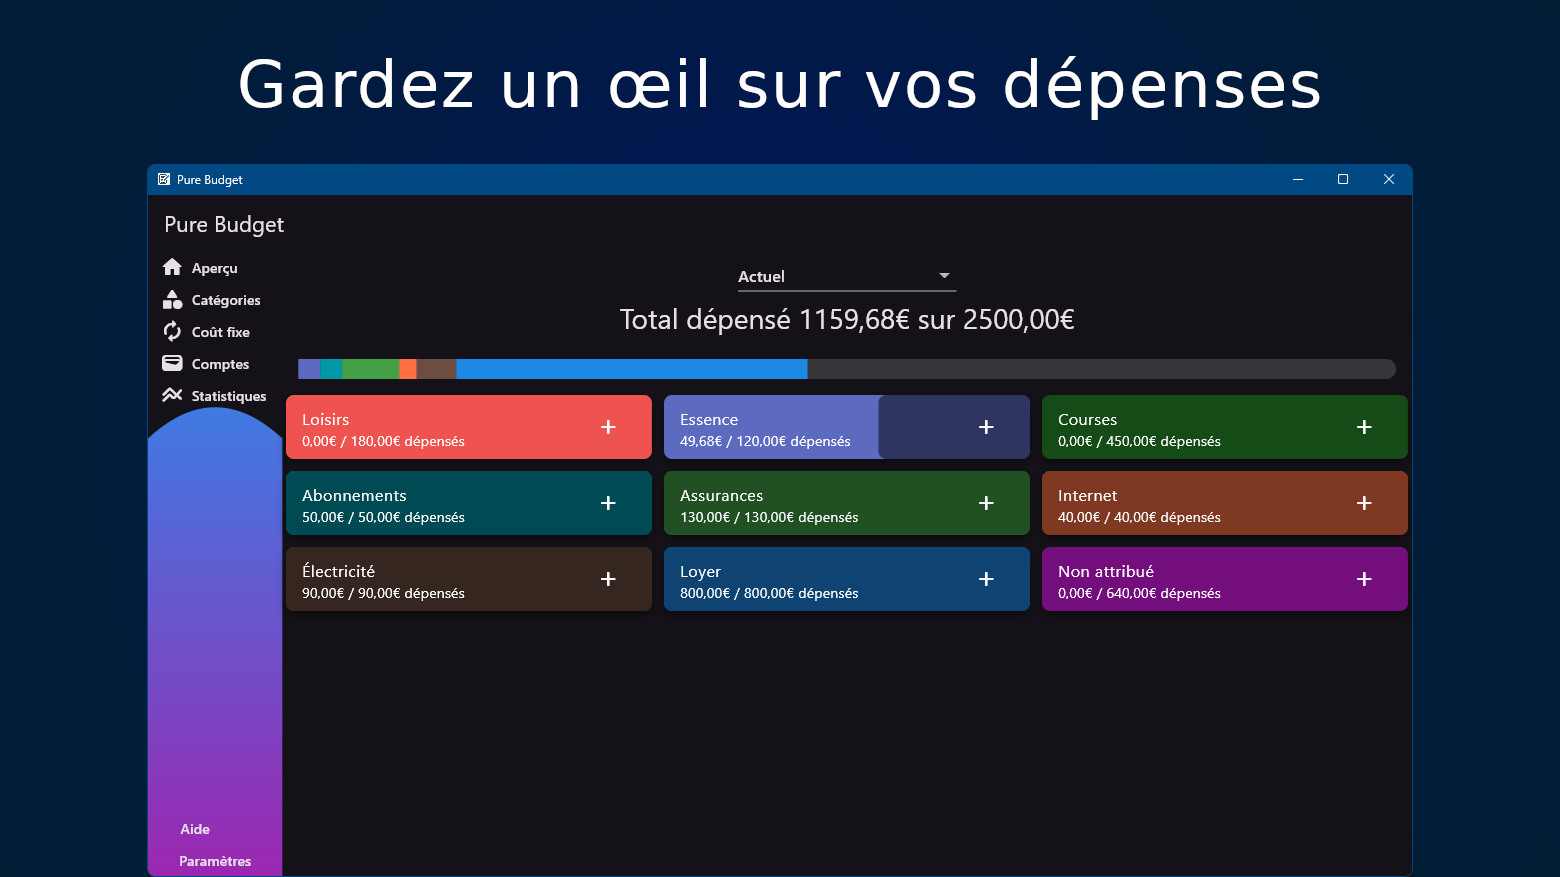 Gardez un œil sur vos dépenses
Pure Budget
Pure Budget
Aperçu
Catégories
Coût fixe
Comptes
Statistiques
Aide
Paramètres
Actuel
Total dépensé 1159,68€ sur 2500,00€
Loisirs
0,00€ / 180,00€ dépensés
Essence
49,68€ / 120,00€ dépensés
Courses
0,00€ / 450,00€ dépensés
Abonnements
50,00€ / 50,00€ dépensés
Assurances
130,00€ / 130,00€ dépensés
Internet
40,00€ / 40,00€ dépensés
Électricité
90,00€ / 90,00€ dépensés
Loyer
800,00€ / 800,00€ dépensés
Non attribué
0,00€ / 640,00€ dépensés